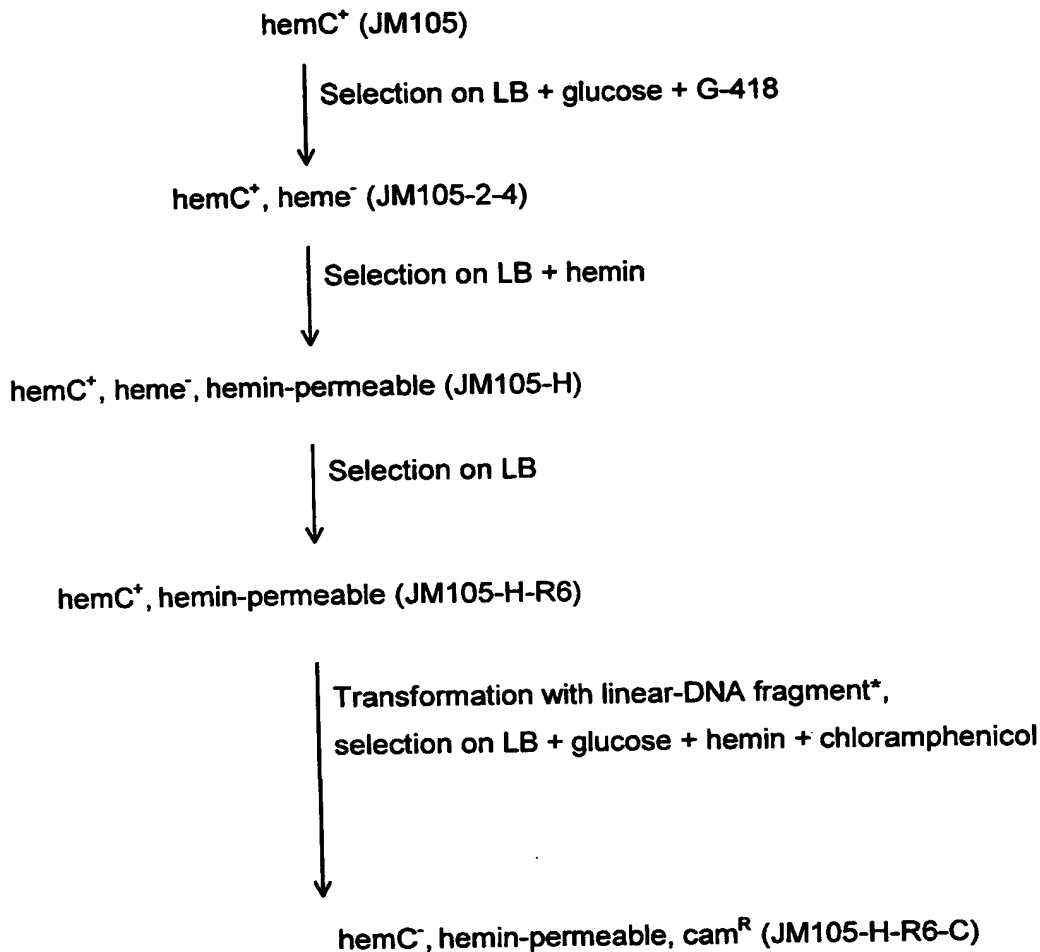 hemC⁺ (JM105)
Selection on LB + glucose + G-418
hemC⁺, heme⁻ (JM105-2-4)
Selection on LB + hemin
hemC⁺, heme⁻, hemin-permeable (JM105-H)
Selection on LB
hemC⁺, hemin-permeable (JM105-H-R6)
Transformation with linear-DNA fragment*,
selection on LB + glucose + hemin + chloramphenicol
hemC⁻, hemin-permeable, camᴿ (JM105-H-R6-C)